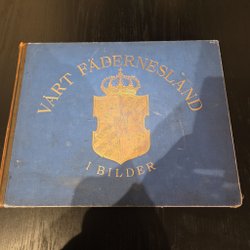 VÅRT FÄDERNESLAND
I BILDER